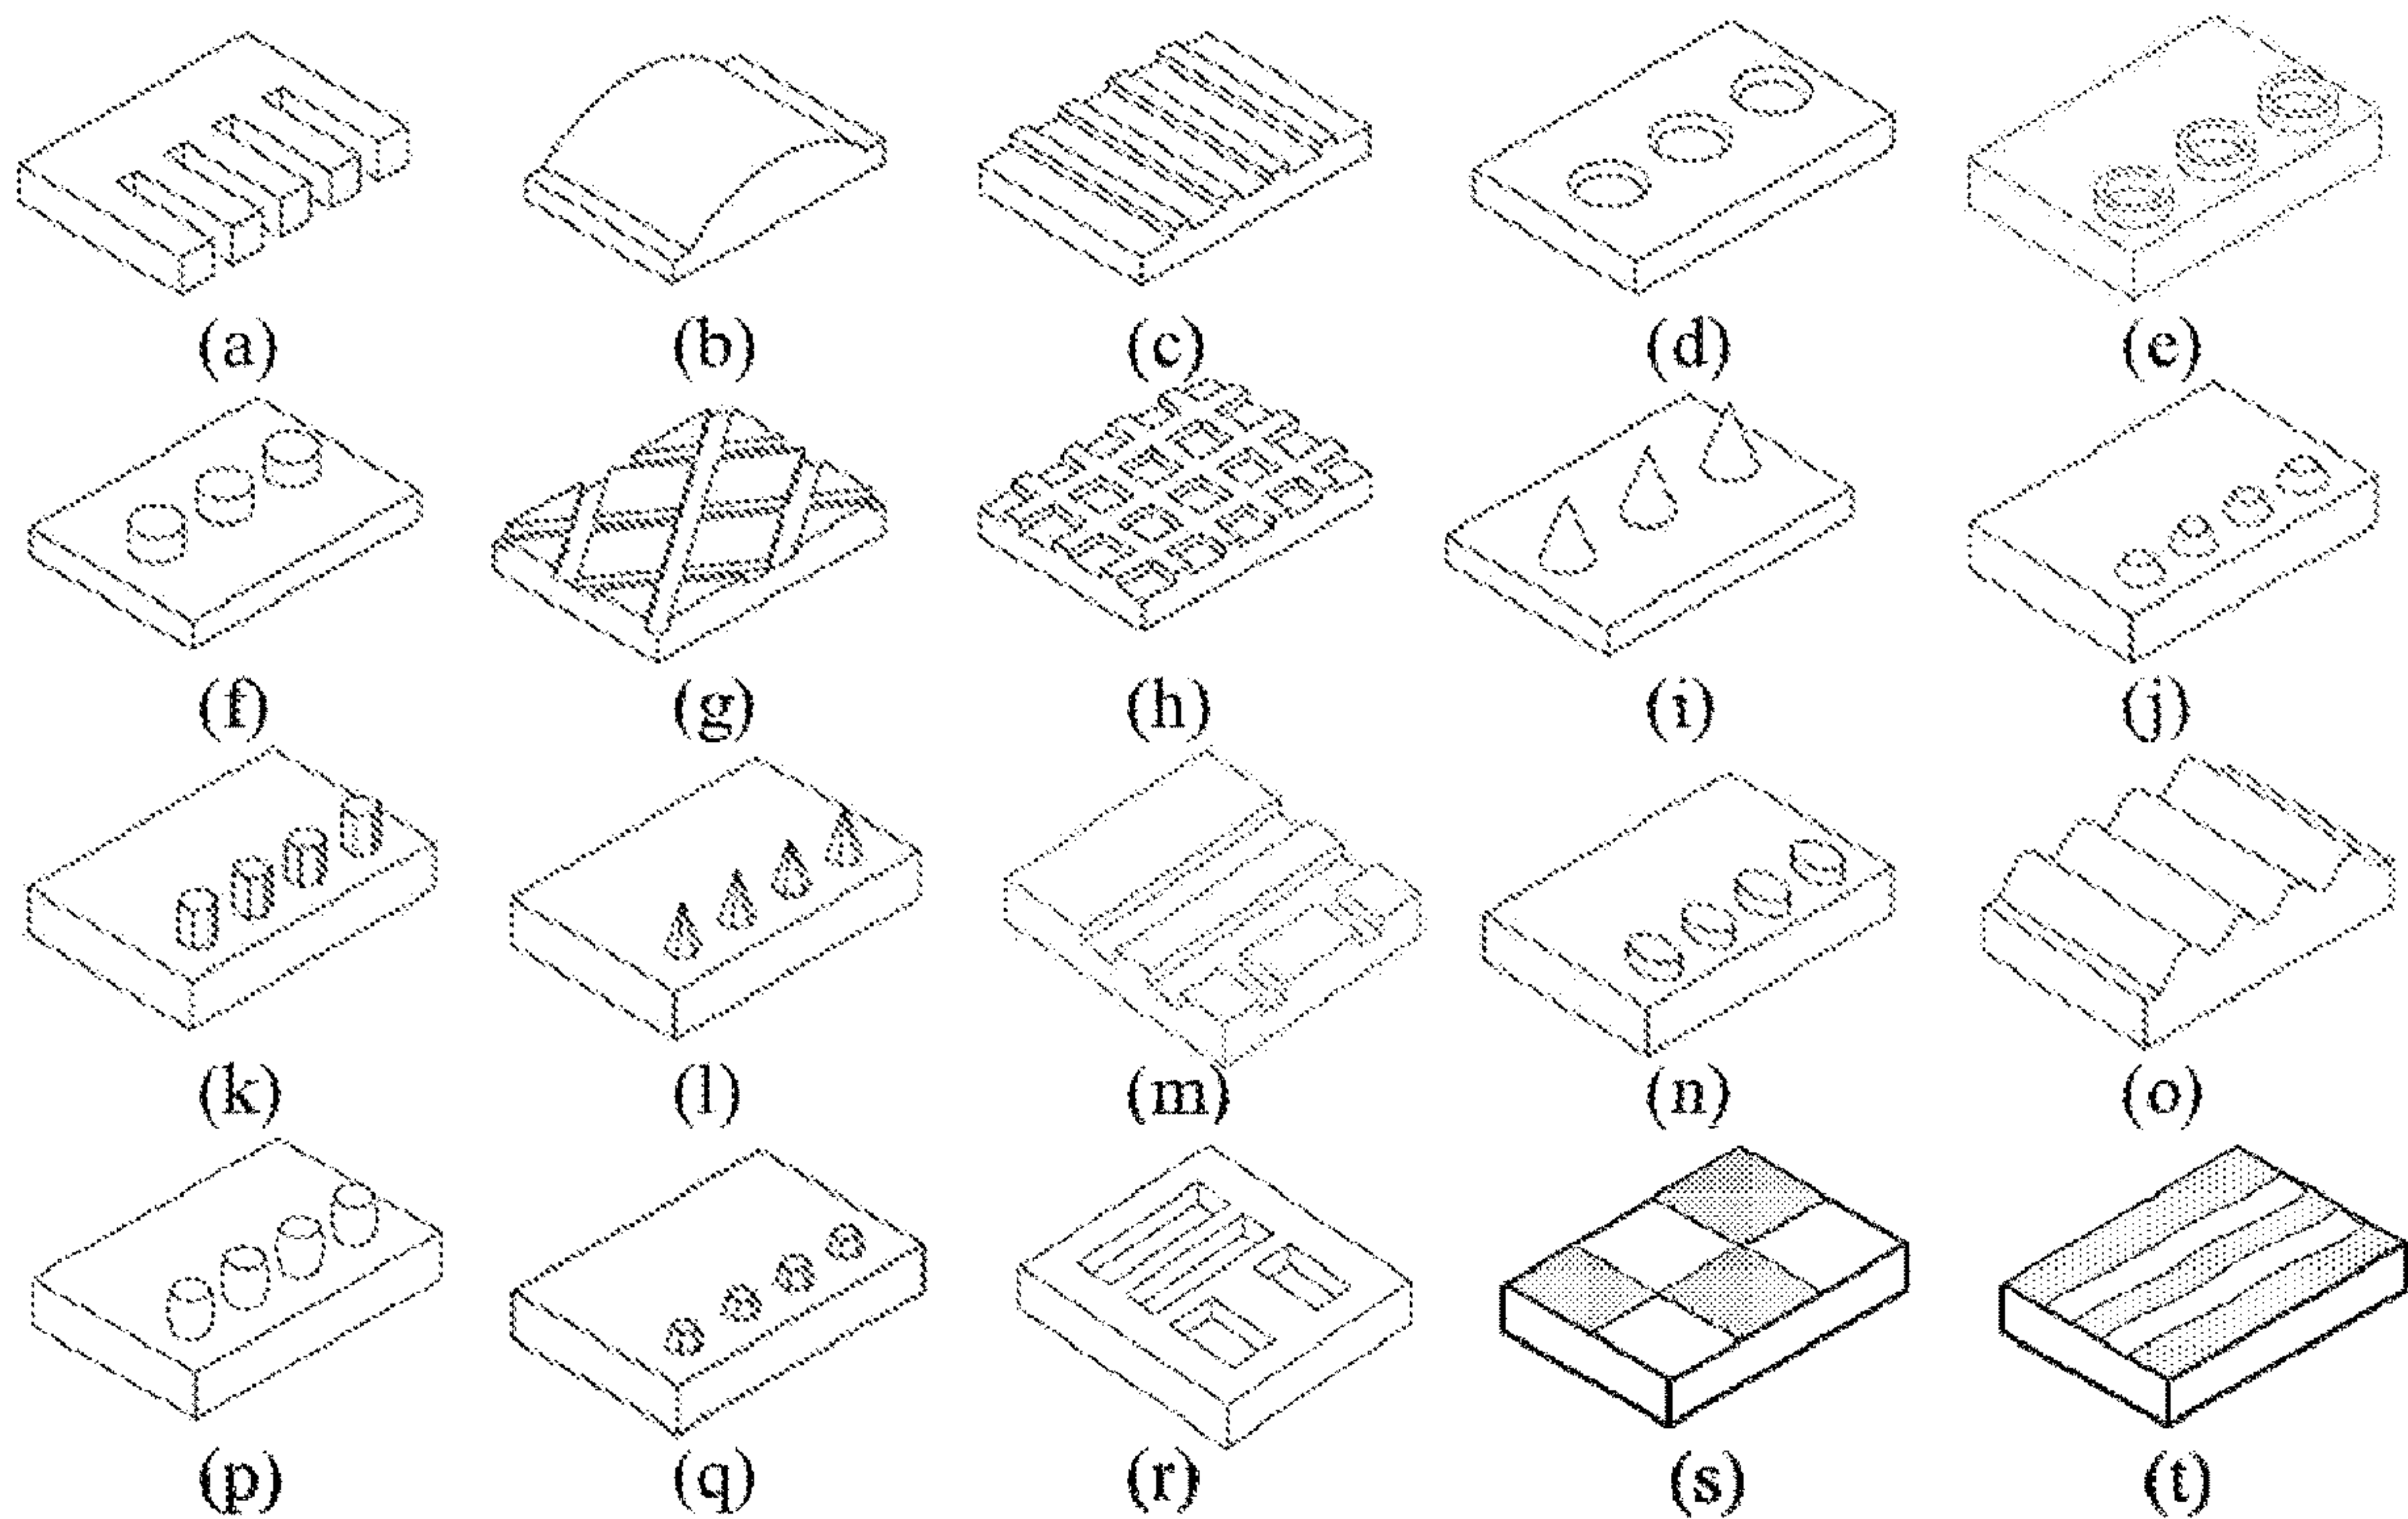 (a) (b) (c) (d) (e)
(f) (g) (h) (i) (j)
(k) (l) (m) (n) (o)
(p) (q) (r) (s) (t)